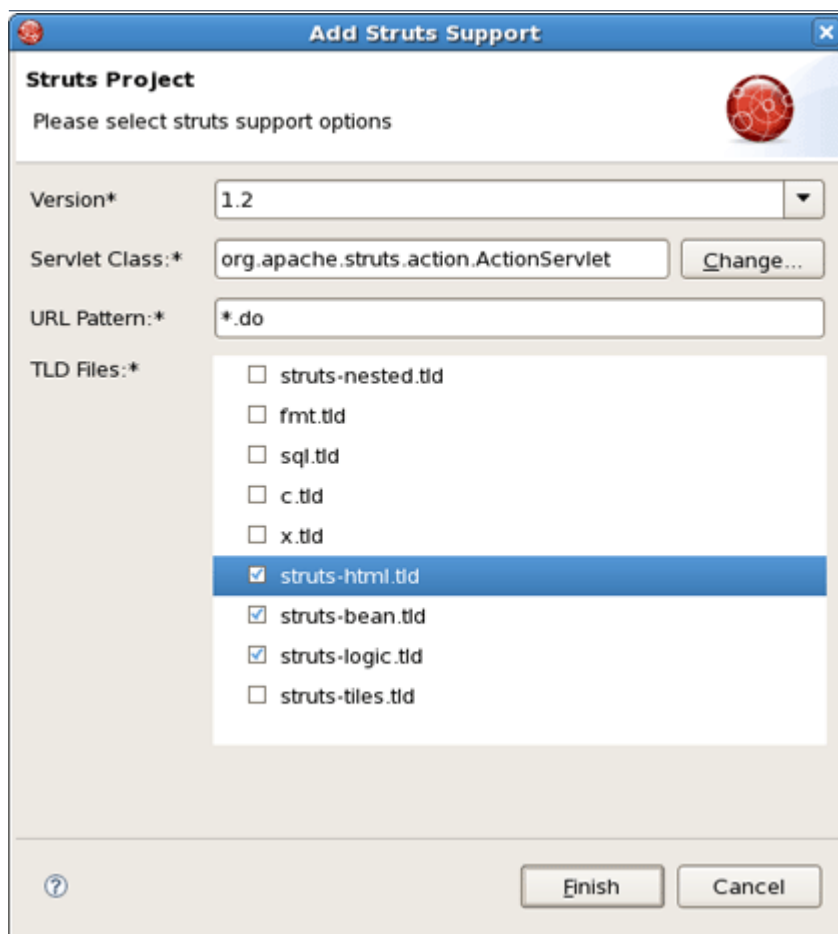 Add Struts Support
Struts Project
Please select struts support options
Version*
1.2
Servlet Class:*
org.apache.struts.action.ActionServlet
Change...
URL Pattern:*
*.do
TLD Files:*
struts-nested.tld
fmt.tld
sql.tld
c.tld
x.tld
struts-html.tld
struts-bean.tld
struts-logic.tld
struts-tiles.tld
?
Finish
Cancel